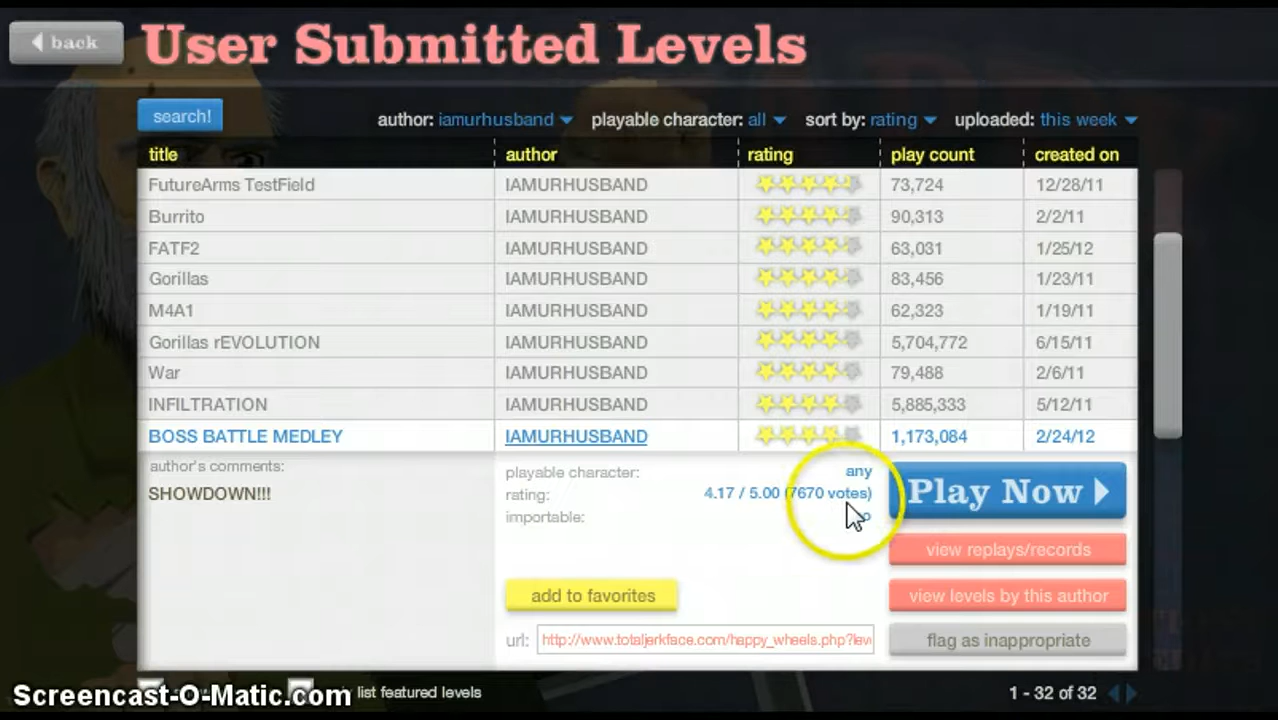 back
User Submitted Levels
search!
author: iamurhusband playable character: all sort by: rating uploaded: this week
title author rating play count created on
FutureArms TestField IAMURHUSBAND 73,724 12/28/11
Burrito IAMURHUSBAND 90,313 2/2/11
FATF2 IAMURHUSBAND 63,031 1/25/12
Gorillas IAMURHUSBAND 83,456 1/23/11
M4A1 IAMURHUSBAND 62,323 1/19/11
Gorillas rEVOLUTION IAMURHUSBAND 5,704,772 6/15/11
War IAMURHUSBAND 79,488 2/6/11
INFILTRATION IAMURHUSBAND 5,885,333 5/12/11
BOSS BATTLE MEDLEY IAMURHUSBAND 1,173,084 2/24/12
author's comments:
SHOWDOWN!!!
playable character: any
rating: 4.17 / 5.00 (7670 votes)
importable:
Play Now
view replays/records
add to favorites
view levels by this author
url: http://www.totaljerkface.com/happy_wheels.php?lev
flag as inappropriate
Screencast-O-Matic.com
list featured levels
1 - 32 of 32